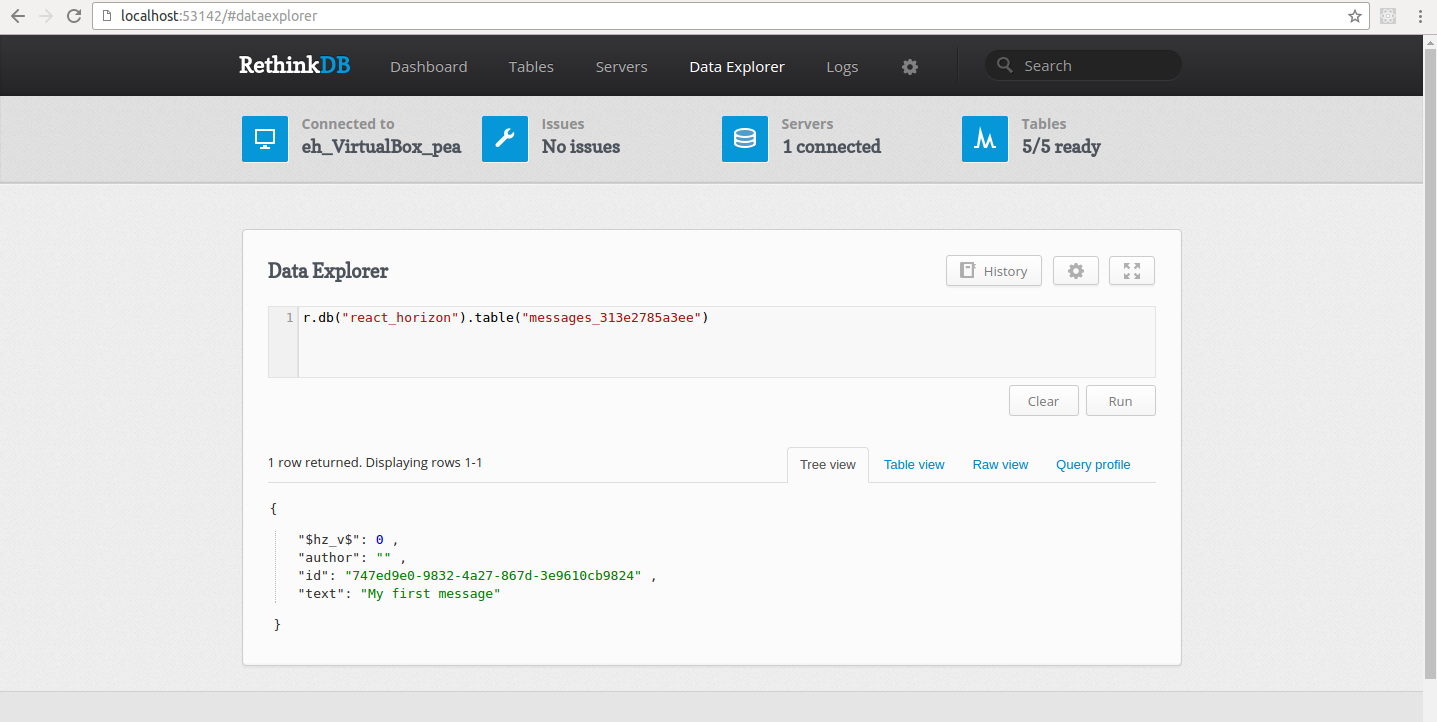 localhost:53142/#dataexplorer
RethinkDB Dashboard Tables Servers Data Explorer Logs Search
Connected to Issues Servers Tables
eh_VirtualBox_pea No issues 1 connected 5/5 ready
Data Explorer History
1 r.db("react_horizon").table("messages_313e2785a3ee")
Clear Run
1 row returned. Displaying rows 1-1 Tree view Table view Raw view Query profile
{
"$hz_v$": 0 ,
"author": "" ,
"id": "747ed9e0-9832-4a27-867d-3e9610cb9824" ,
"text": "My first message"
}